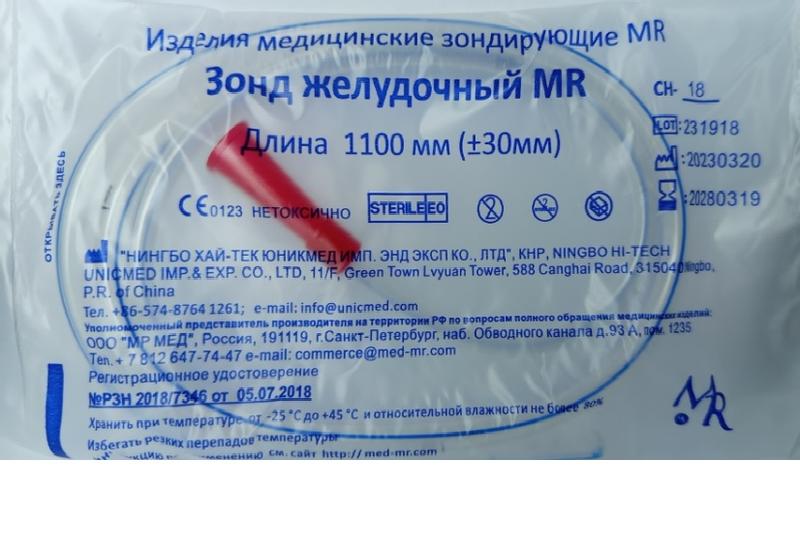 Изделия медицинские зондирующие MR
Зонд желудочный MR
CH- 18
Длина 1100 мм (±30мм)
LOT:231918
:20230320
:20280319
ОТКРЫВАТЬ ЗДЕСЬ
CE0123 НЕТОКСИЧНО STERILE EO
"НИНГБО ХАЙ-ТЕК ЮНИКМЕД ИМП. ЭНД ЭКСП КО., ЛТД", КНР, NINGBO HI-TECH
UNICMED IMP.& EXP. CO., LTD, 11/F, Green Town Lvyuan Tower, 588 Canghai Road, 315040 Ningbo,
P.R. of China
Тел. +86-574-8764 1261; e-mail: info@unicmed.com
Уполномоченный представитель производителя на территории РФ по вопросам полного обращения медицинских изделий:
ООО "МР МЕД", Россия, 191119, г.Санкт-Петербург, наб. Обводного канала д.93 А, пом. 1235
Тел. + 7 812 647-74-47 e-mail: commerce@med-mr.com
Регистрационное удостоверение
№РЗН 2018/7346 от 05.07.2018
Хранить при температуре от -25 °C до +45 °C и относительной влажности не более 80%
Избегать резких перепадов температуры
см. сайт http://med-mr.com
MR